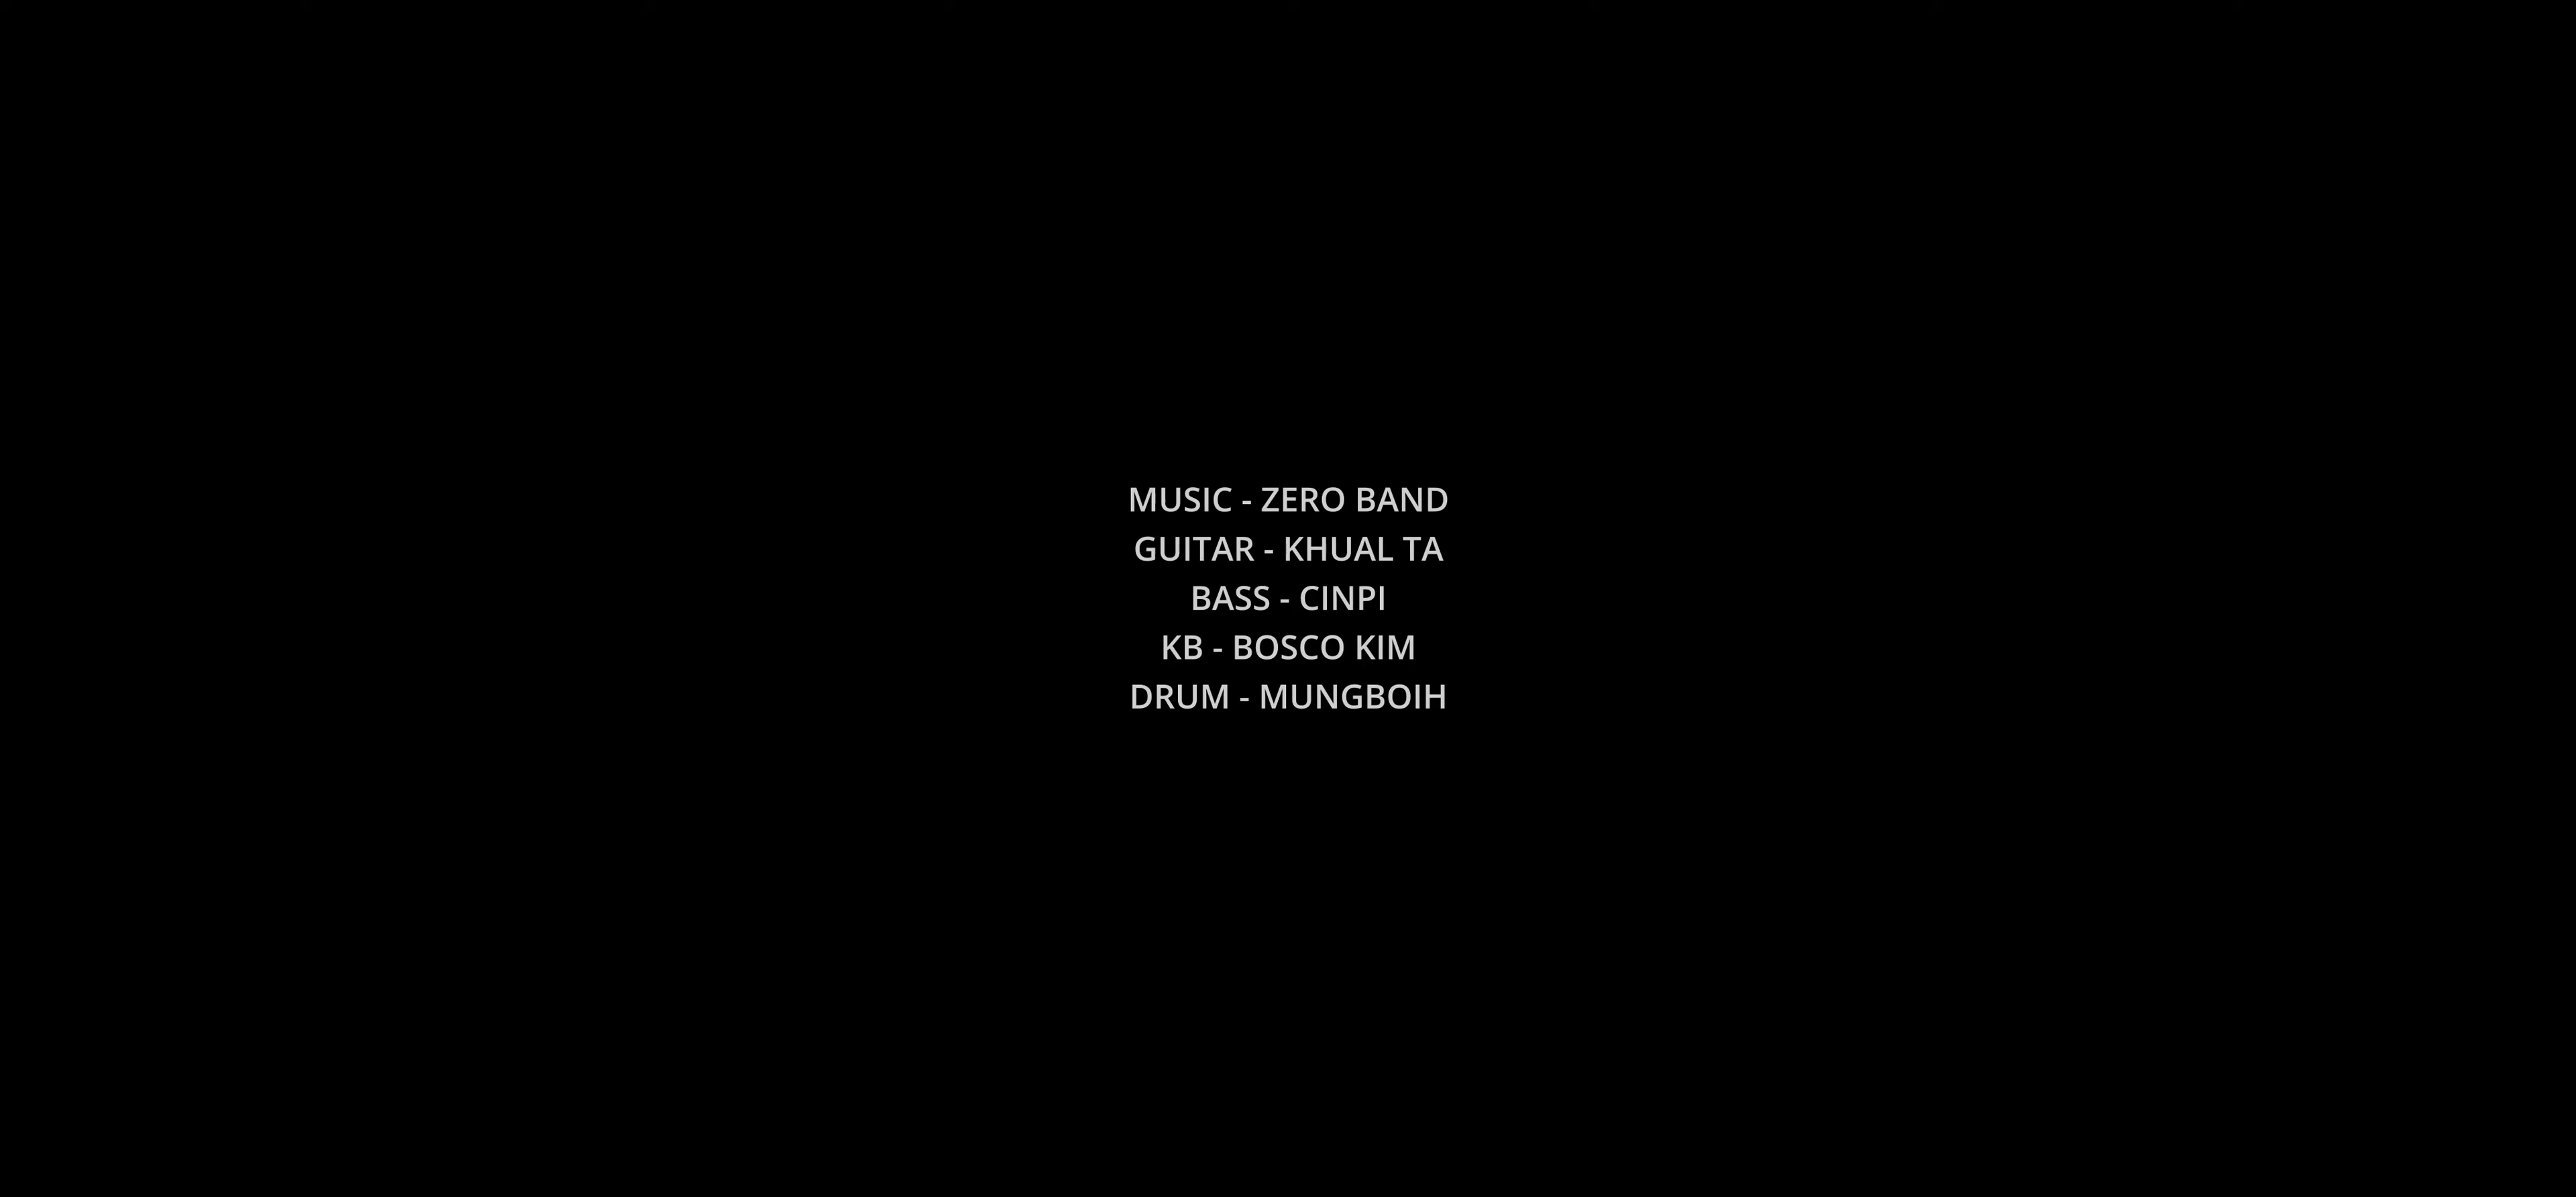 MUSIC - ZERO BAND
GUITAR - KHUAL TA
BASS - CINPI
KB - BOSCO KIM
DRUM - MUNGBOIH